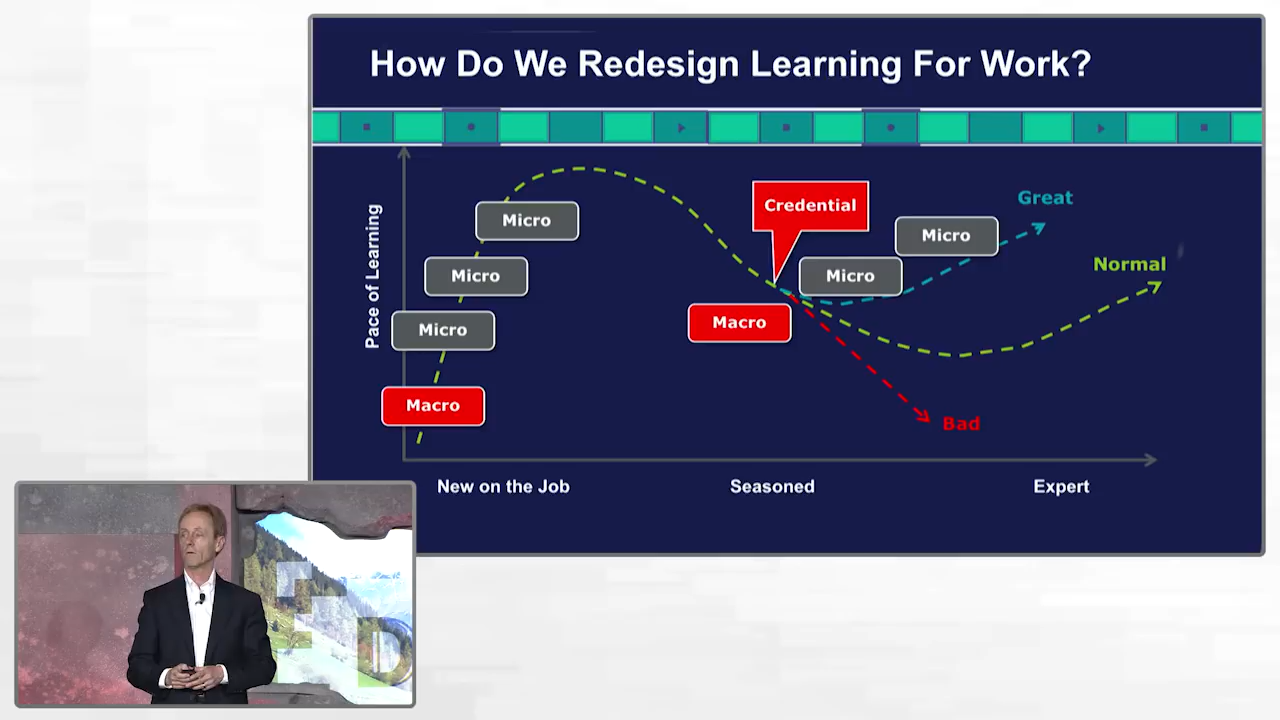 How Do We Redesign Learning For Work?
Pace of Learning
Micro
Micro
Micro
Macro
Credential
Macro
Micro
Micro
Great
Normal
Bad
New on the Job
Seasoned
Expert